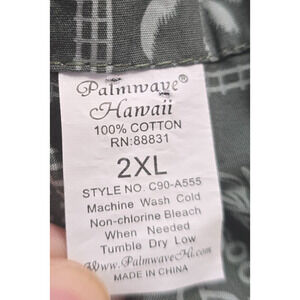 Palmwave®
Hawaii
100% COTTON
RN:88831
2XL
STYLE NO. C90-A555
Machine Wash Cold
Non-chlorine Bleach
When Needed
Tumble Dry Low
www.PalmwaveHi.com
MADE IN CHINA